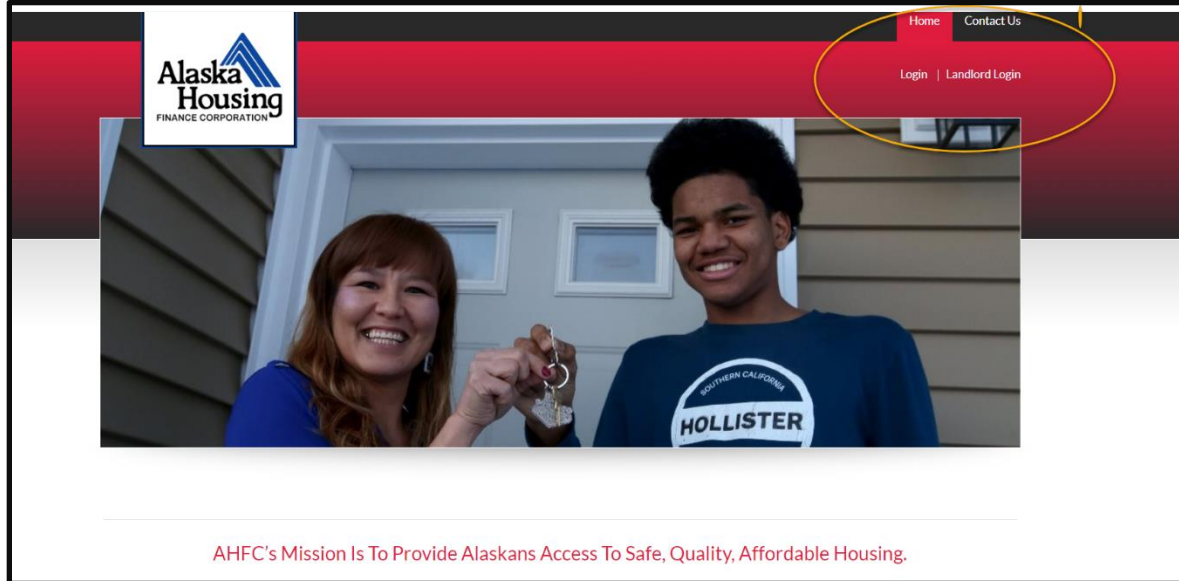 Home Contact Us
Alaska
Housing
FINANCE CORPORATION
Login | Landlord Login
SOUTHERN CALIFORNIA
HOLLISTER
AHFC's Mission Is To Provide Alaskans Access To Safe, Quality, Affordable Housing.